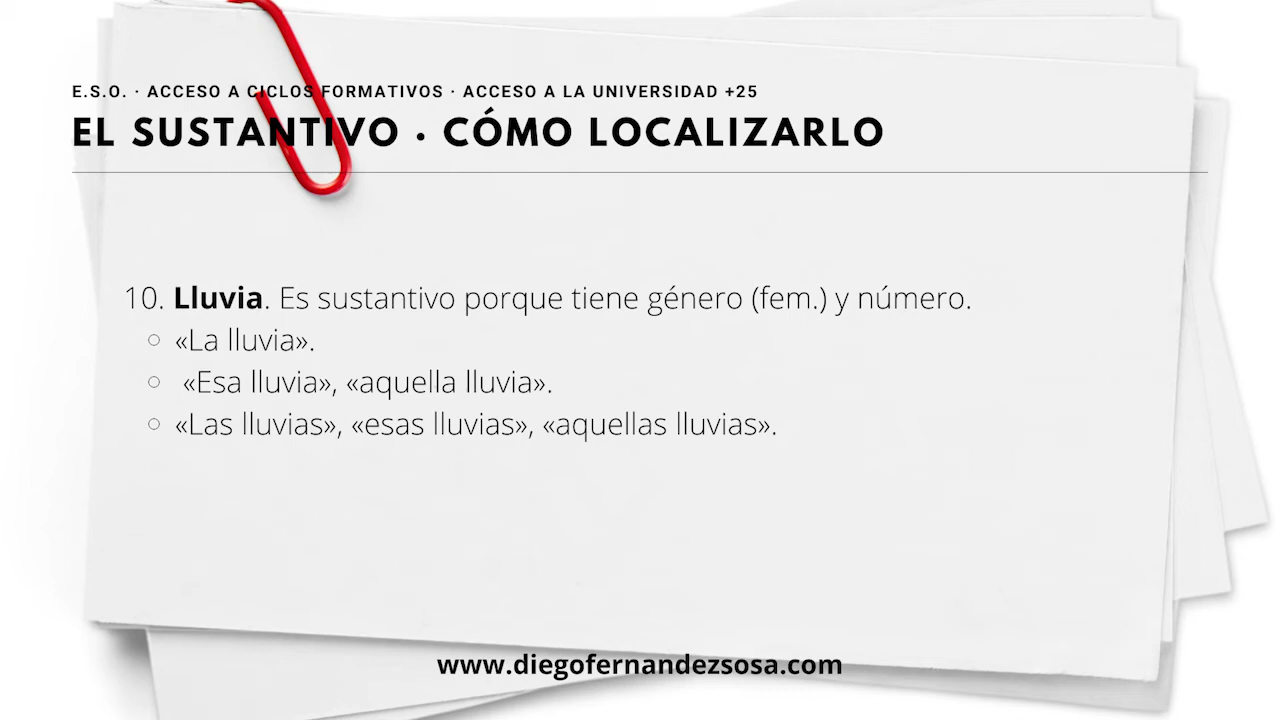 E.S.O. · ACCESO A CICLOS FORMATIVOS · ACCESO A LA UNIVERSIDAD +25
EL SUSTANTIVO · CÓMO LOCALIZARLO
10. Lluvia. Es sustantivo porque tiene género (fem.) y número.
○ «La lluvia».
○ «Esa lluvia», «aquella lluvia».
○ «Las lluvias», «esas lluvias», «aquellas lluvias».
www.diegofernandezsosa.com